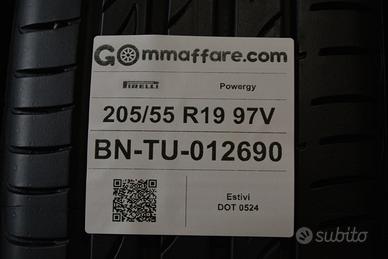 GOmmaffare.com
PIRELLI Powergy
205/55 R19 97V
BN-TU-012690
Estivi
DOT 0524
subito